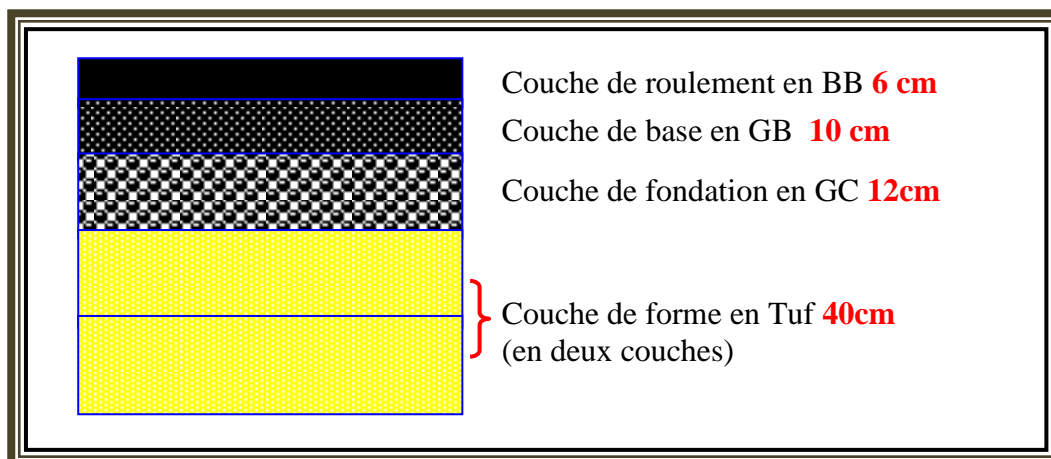 Couche de roulement en BB 6 cm
Couche de base en GB 10 cm
Couche de fondation en GC 12cm
Couche de forme en Tuf 40cm
(en deux couches)